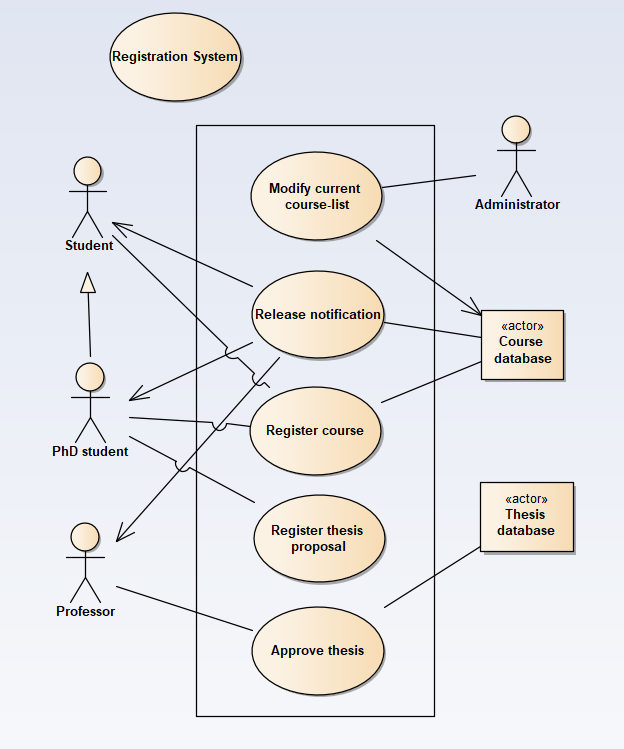 Registration System
Modify current
course-list
Administrator
Student
Release notification
«actor»
Course
database
Register course
PhD student
Register thesis
proposal
«actor»
Thesis
database
Professor
Approve thesis